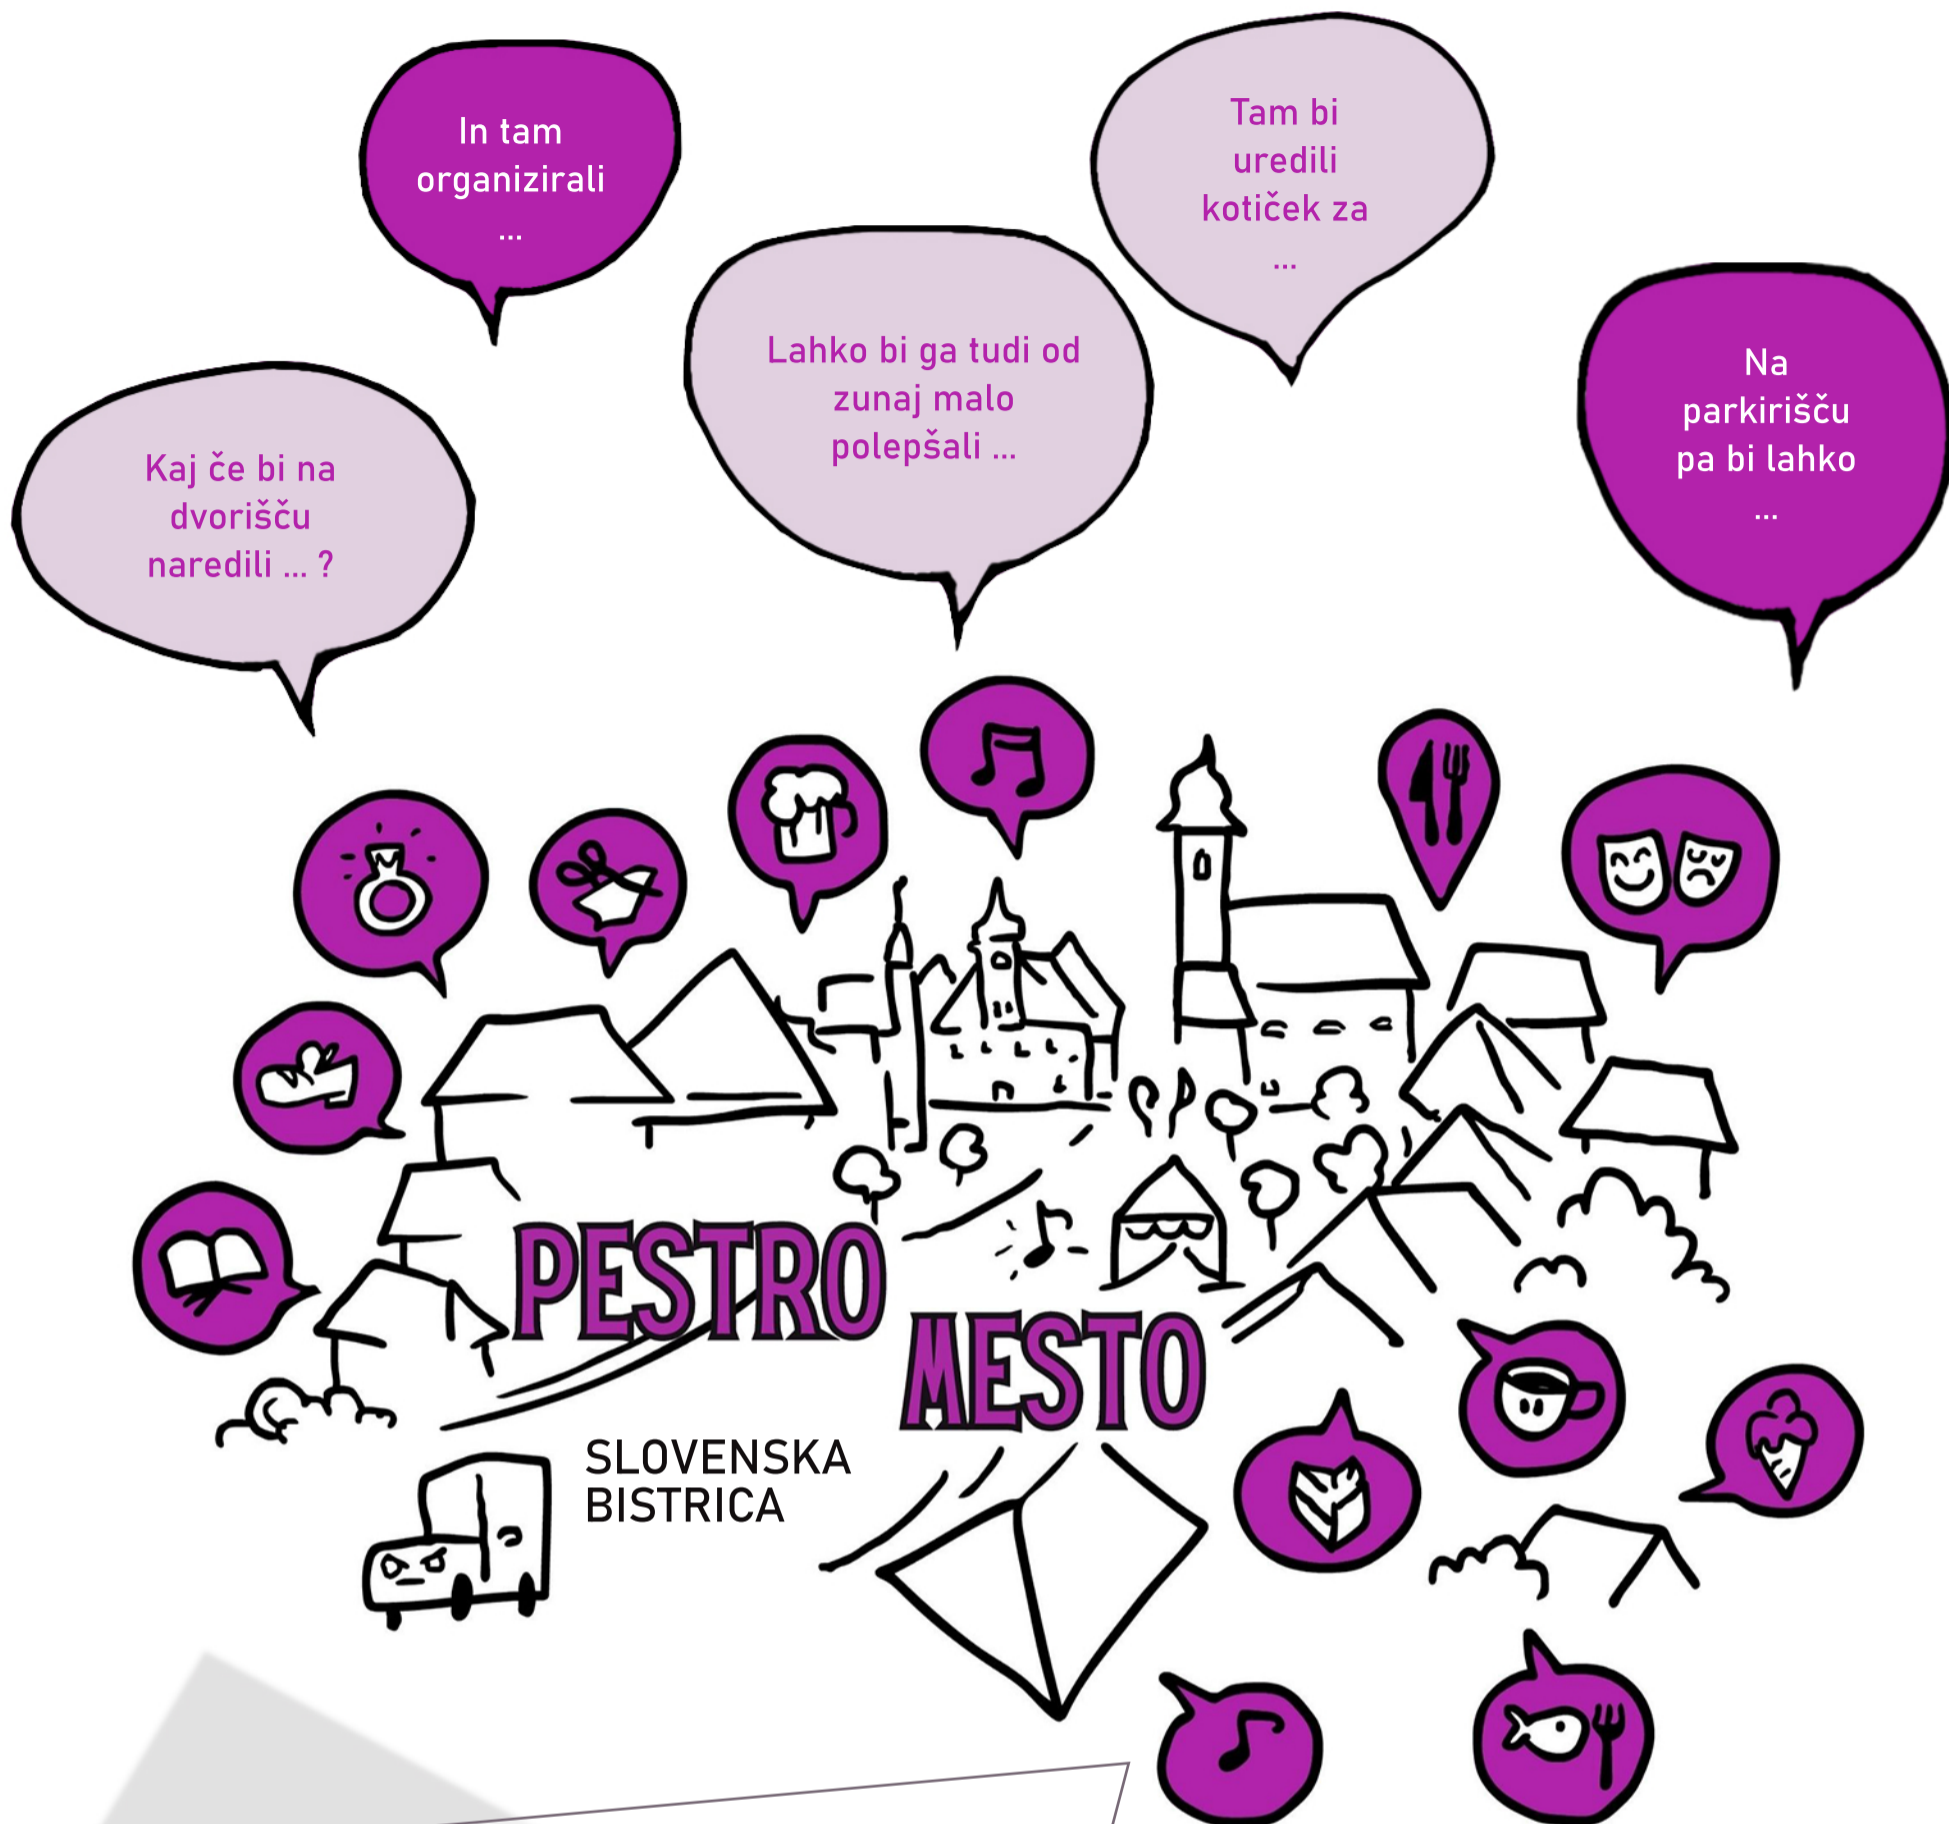 In tam
organizirali
...
Tam bi
uredili
kotiček za
...
Lahko bi ga tudi od
zunaj malo
polepšali ...
Na
parkirišču
pa bi lahko
...
Kaj če bi na
dvorišču
naredili ... ?
PESTRO
MESTO
SLOVENSKA
BISTRICA